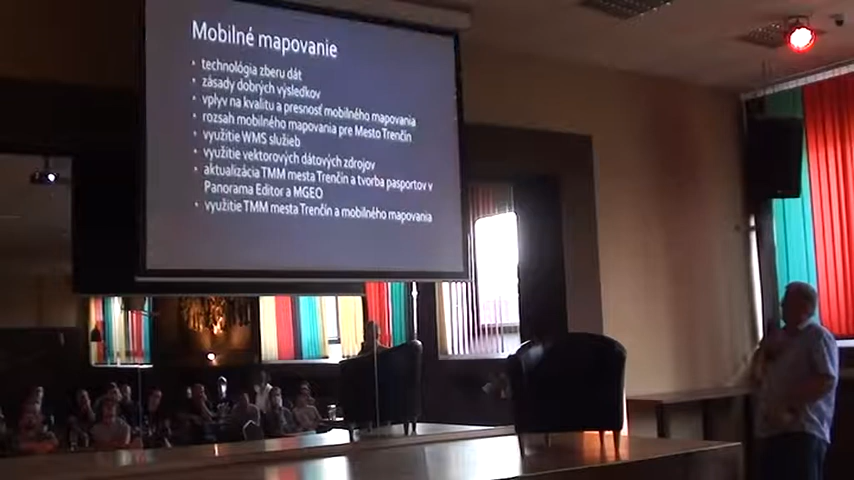 Mobilné mapovanie
• technológia zberu dát
• zásady dobrých výsledkov
• vplyv na kvalitu a presnosť mobilného mapovania
• rozsah mobilného mapovania pre Mesto Trenčín
• využitie WMS služieb
• využitie vektorových dátových zdrojov
• aktualizácia TMM mesta Trenčín a tvorba pasportov v
Panorama Editor a MGEO
• využitie TMM mesta Trenčín a mobilného mapovania